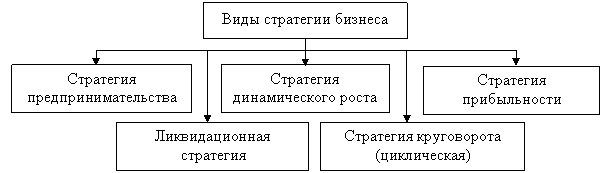 Виды стратегии бизнеса
Стратегия
предпринимательства
Стратегия
динамического роста
Стратегия
прибыльности
Ликвидационная
стратегия
Стратегия круговорота
(циклическая)